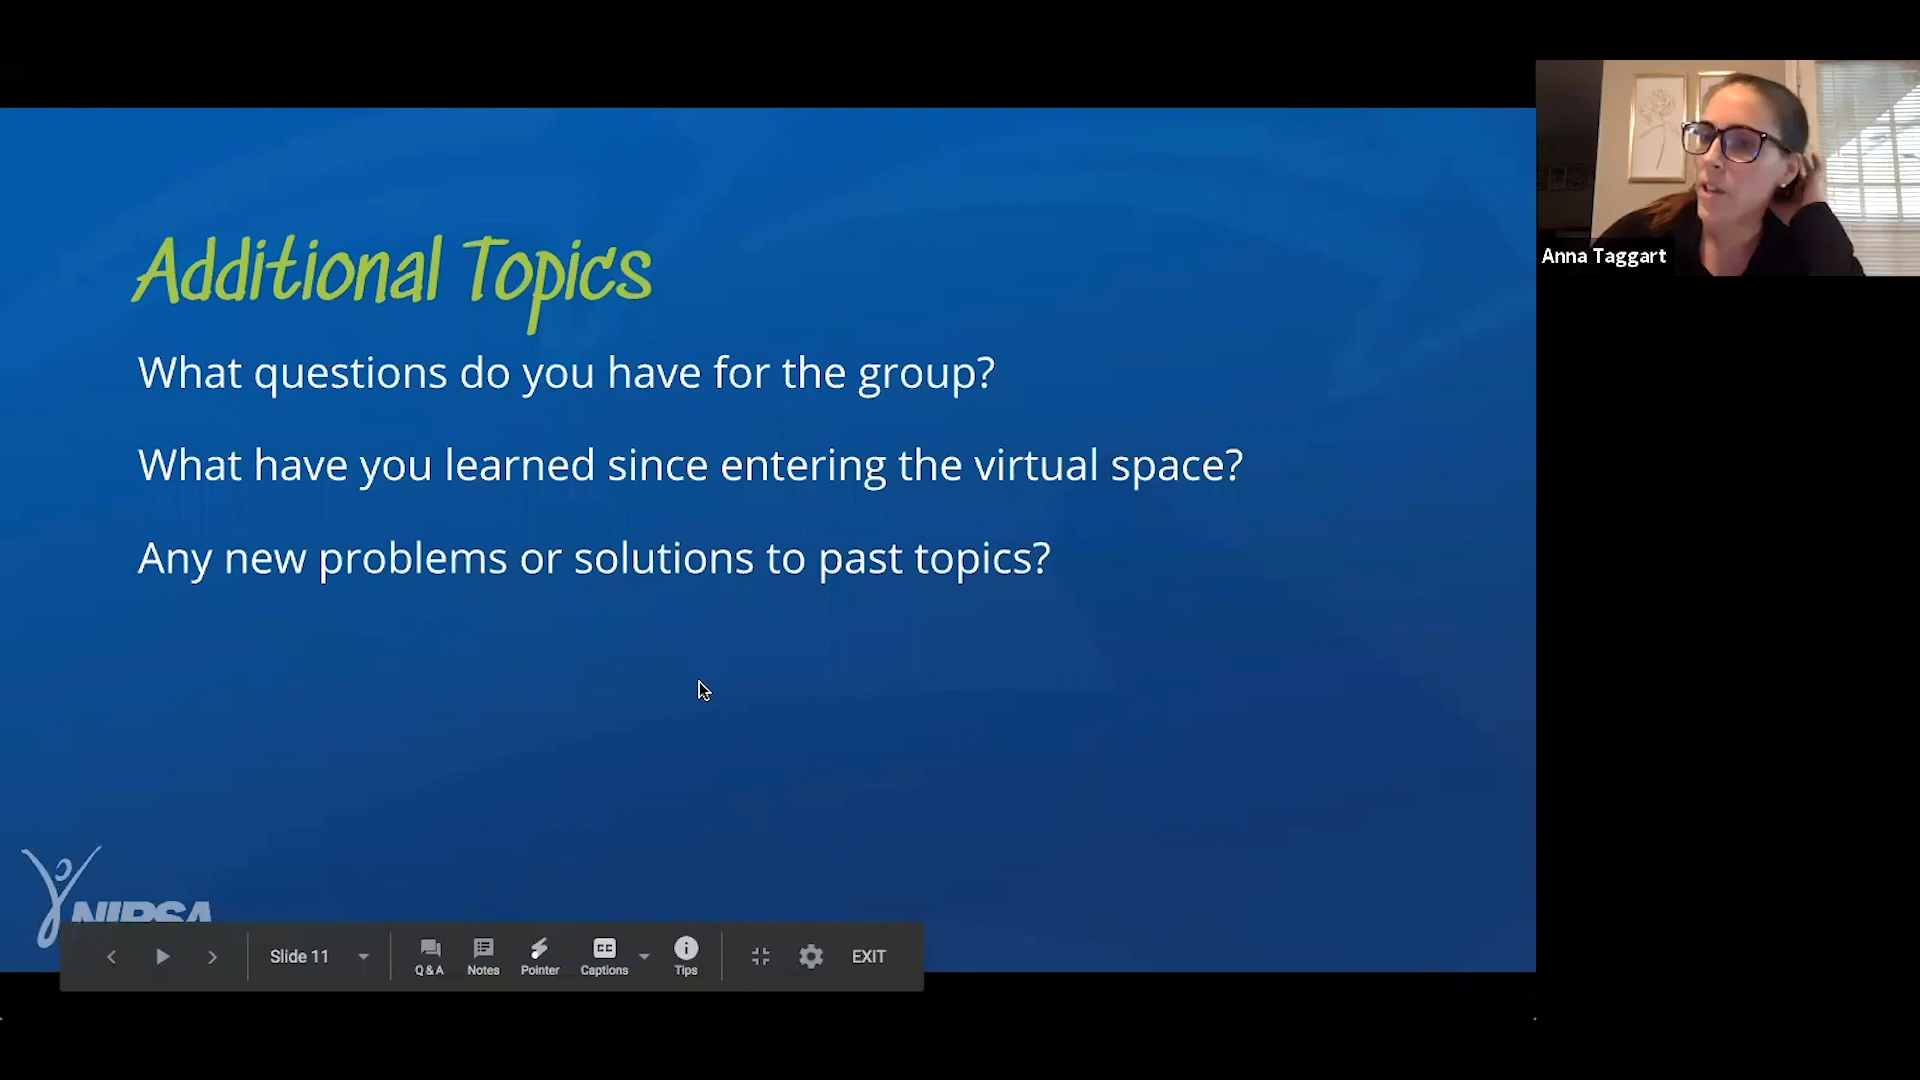 Additional Topics
What questions do you have for the group?
What have you learned since entering the virtual space?
Any new problems or solutions to past topics?
Anna Taggart
NIRSA
Slide 11
Q & A
Notes
Pointer
Captions
Tips
EXIT